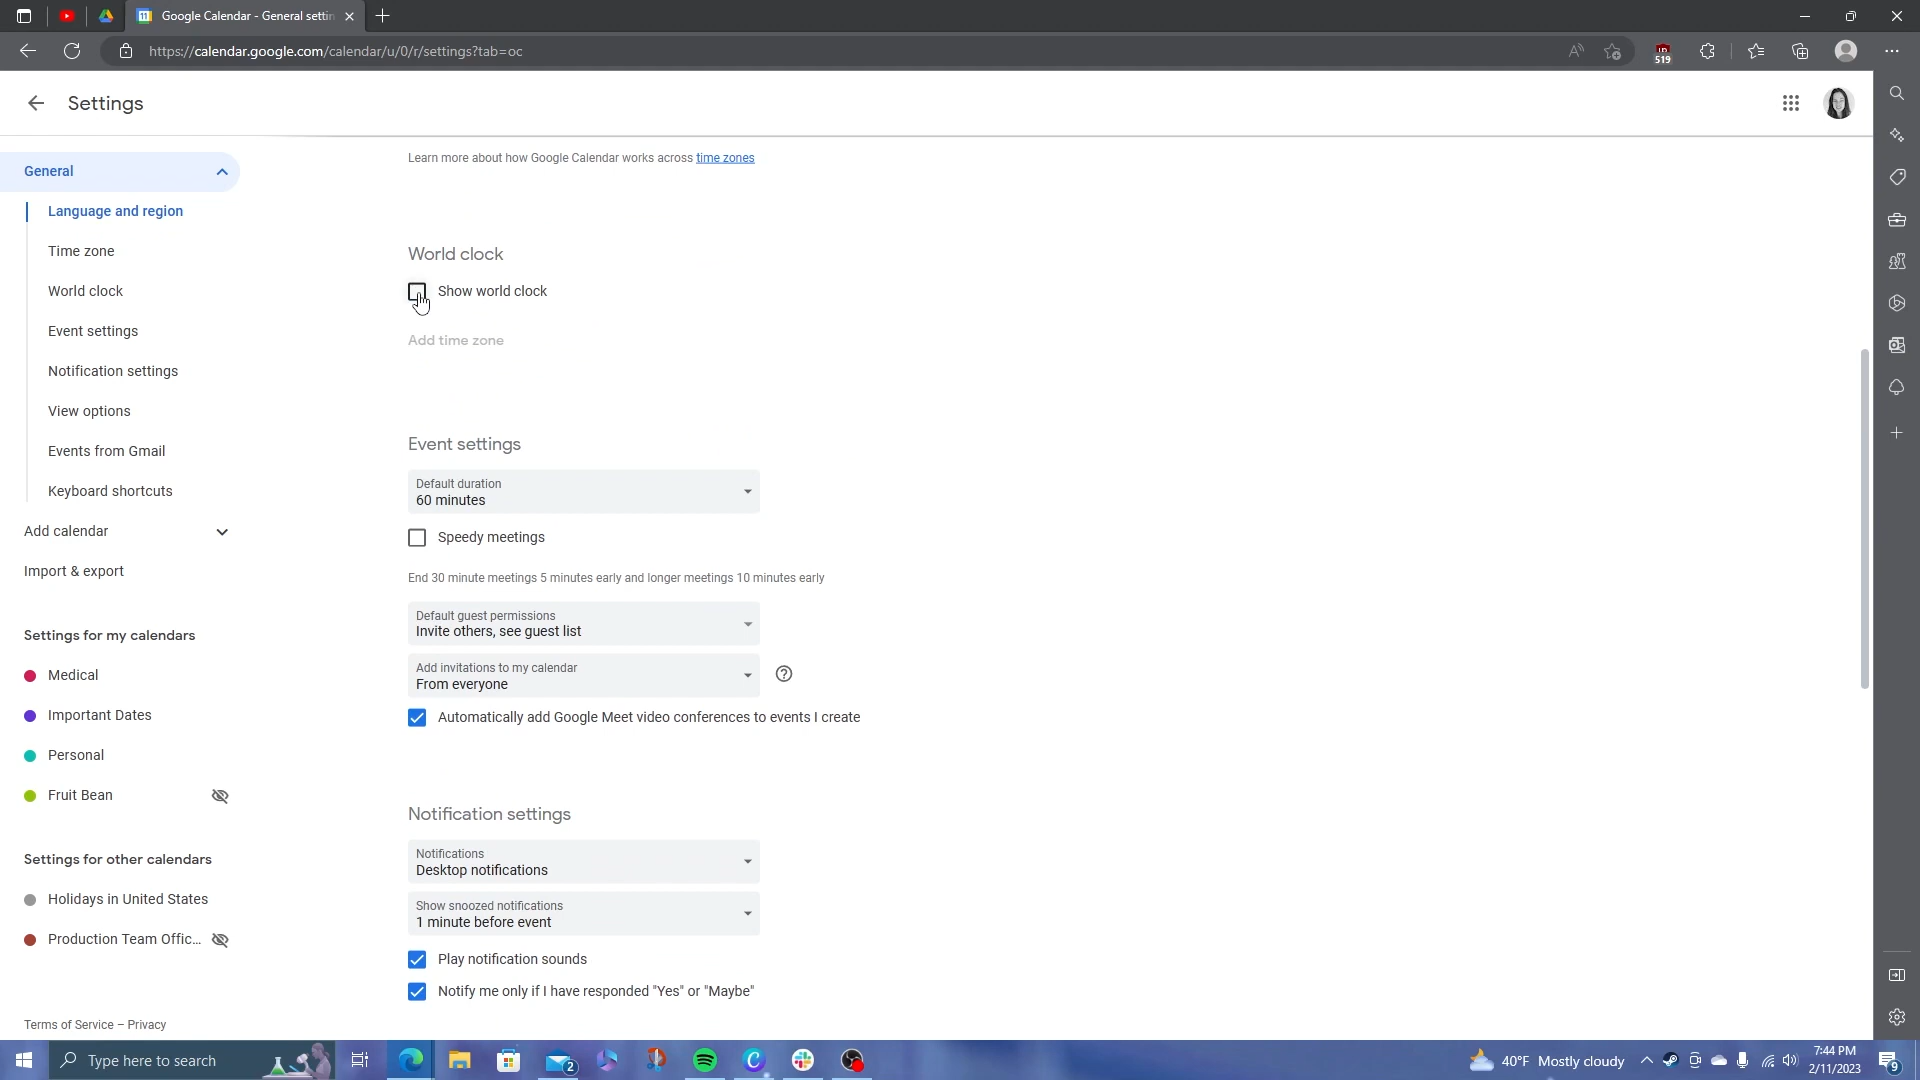 Google Calendar - General settin
https://calendar.google.com/calendar/u/0/r/settings?tab=oc
519
Settings
General
Language and region
Time zone
World clock
Event settings
Notification settings
View options
Events from Gmail
Keyboard shortcuts
Add calendar
Import & export
Settings for my calendars
Medical
Important Dates
Personal
Fruit Bean
Settings for other calendars
Holidays in United States
Production Team Offic...
Terms of Service – Privacy
Learn more about how Google Calendar works across time zones
World clock
Show world clock
Add time zone
Event settings
Default duration
60 minutes
Speedy meetings
End 30 minute meetings 5 minutes early and longer meetings 10 minutes early
Default guest permissions
Invite others, see guest list
Add invitations to my calendar
From everyone
Automatically add Google Meet video conferences to events I create
Notification settings
Notifications
Desktop notifications
Show snoozed notifications
1 minute before event
Play notification sounds
Notify me only if I have responded "Yes" or "Maybe"
Type here to search
2
40°F Mostly cloudy
7:44 PM
2/11/2023
9